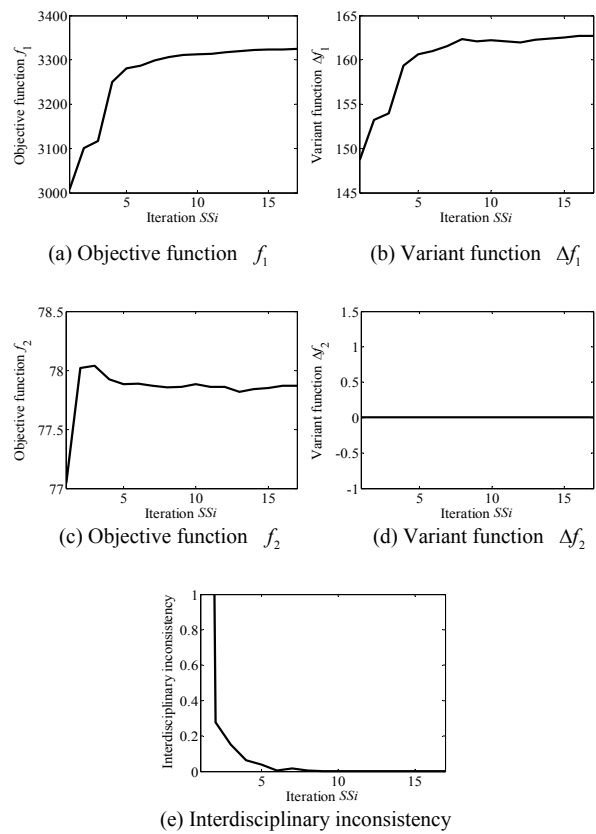 3400
3300
3200
3100
3000
Objective function f1
5
10
15
Iteration SSi
(a) Objective function f1
165
160
155
150
145
Variant function Δf1
5
10
15
Iteration SSi
(b) Variant function Δf1
78.5
78
77.5
77
Objective function f2
5
10
15
Iteration SSi
(c) Objective function f2
1.5
1
0.5
0
-0.5
-1
Variant function Δf2
5
10
15
Iteration SSi
(d) Variant function Δf2
1
0.8
0.6
0.4
0.2
0
Interdisciplinary inconsistency
5
10
15
Iteration SSi
(e) Interdisciplinary inconsistency